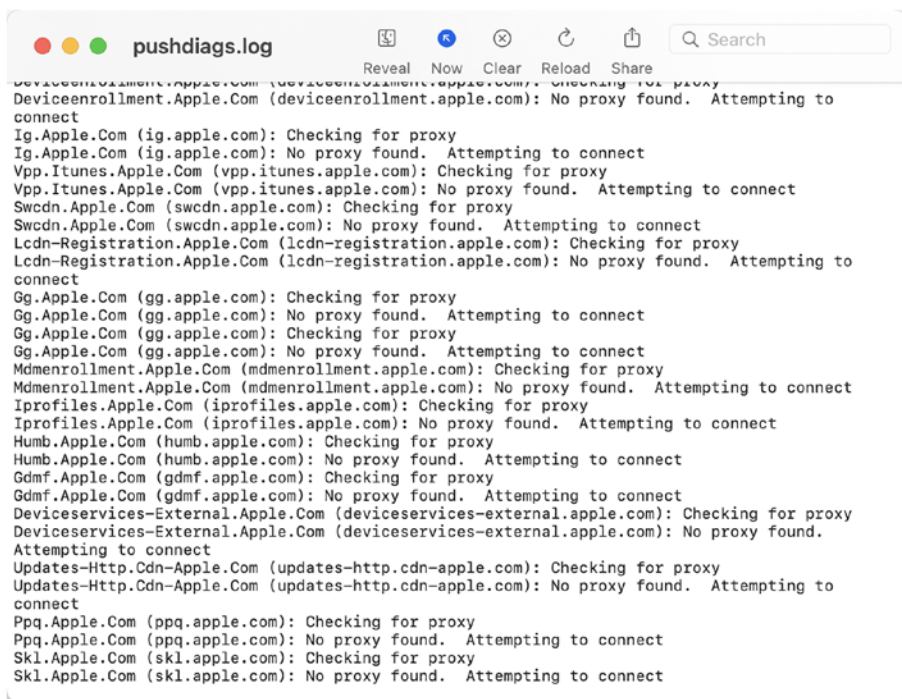 pushdiags.log
Reveal
Now
Clear
Reload
Share
Search
Deviceenrollment.Apple.Com (deviceenrollment.apple.com): Checking for proxy
Deviceenrollment.Apple.Com (deviceenrollment.apple.com): No proxy found.  Attempting to
connect
Ig.Apple.Com (ig.apple.com): Checking for proxy
Ig.Apple.Com (ig.apple.com): No proxy found.  Attempting to connect
Vpp.Itunes.Apple.Com (vpp.itunes.apple.com): Checking for proxy
Vpp.Itunes.Apple.Com (vpp.itunes.apple.com): No proxy found.  Attempting to connect
Swcdn.Apple.Com (swcdn.apple.com): Checking for proxy
Swcdn.Apple.Com (swcdn.apple.com): No proxy found.  Attempting to connect
Lcdn-Registration.Apple.Com (lcdn-registration.apple.com): Checking for proxy
Lcdn-Registration.Apple.Com (lcdn-registration.apple.com): No proxy found.  Attempting to
connect
Gg.Apple.Com (gg.apple.com): Checking for proxy
Gg.Apple.Com (gg.apple.com): No proxy found.  Attempting to connect
Gg.Apple.Com (gg.apple.com): Checking for proxy
Gg.Apple.Com (gg.apple.com): No proxy found.  Attempting to connect
Mdmenrollment.Apple.Com (mdmenrollment.apple.com): Checking for proxy
Mdmenrollment.Apple.Com (mdmenrollment.apple.com): No proxy found.  Attempting to connect
Iprofiles.Apple.Com (iprofiles.apple.com): Checking for proxy
Iprofiles.Apple.Com (iprofiles.apple.com): No proxy found.  Attempting to connect
Humb.Apple.Com (humb.apple.com): Checking for proxy
Humb.Apple.Com (humb.apple.com): No proxy found.  Attempting to connect
Gdmf.Apple.Com (gdmf.apple.com): Checking for proxy
Gdmf.Apple.Com (gdmf.apple.com): No proxy found.  Attempting to connect
Deviceservices-External.Apple.Com (deviceservices-external.apple.com): Checking for proxy
Deviceservices-External.Apple.Com (deviceservices-external.apple.com): No proxy found.
Attempting to connect
Updates-Http.Cdn-Apple.Com (updates-http.cdn-apple.com): Checking for proxy
Updates-Http.Cdn-Apple.Com (updates-http.cdn-apple.com): No proxy found.  Attempting to
connect
Ppq.Apple.Com (ppq.apple.com): Checking for proxy
Ppq.Apple.Com (ppq.apple.com): No proxy found.  Attempting to connect
Skl.Apple.Com (skl.apple.com): Checking for proxy
Skl.Apple.Com (skl.apple.com): No proxy found.  Attempting to connect